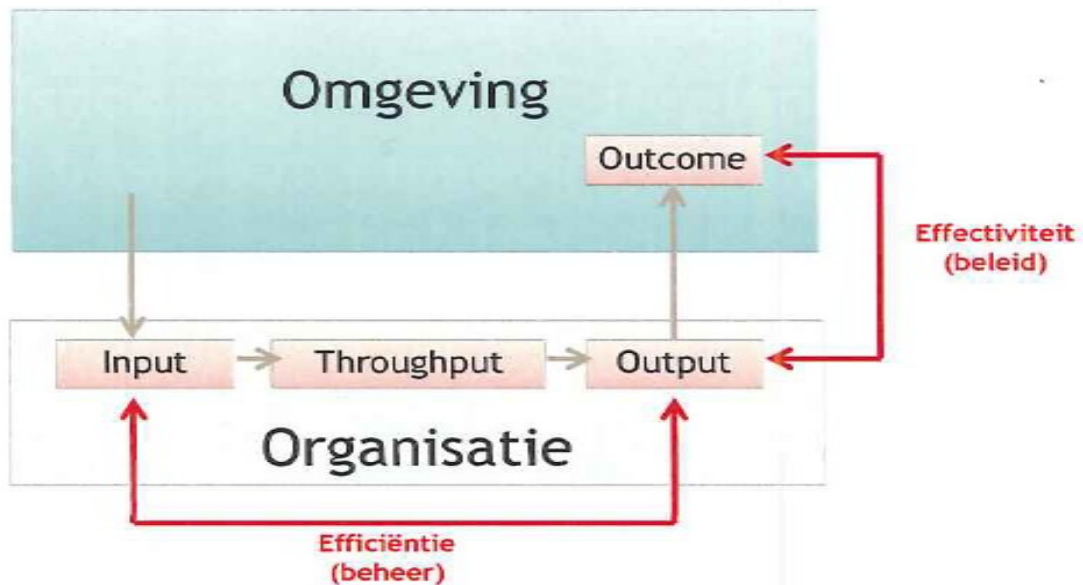 Omgeving
Outcome
Effectiviteit
(beleid)
Input
Throughput
Output
Organisatie
Efficiëntie
(beheer)